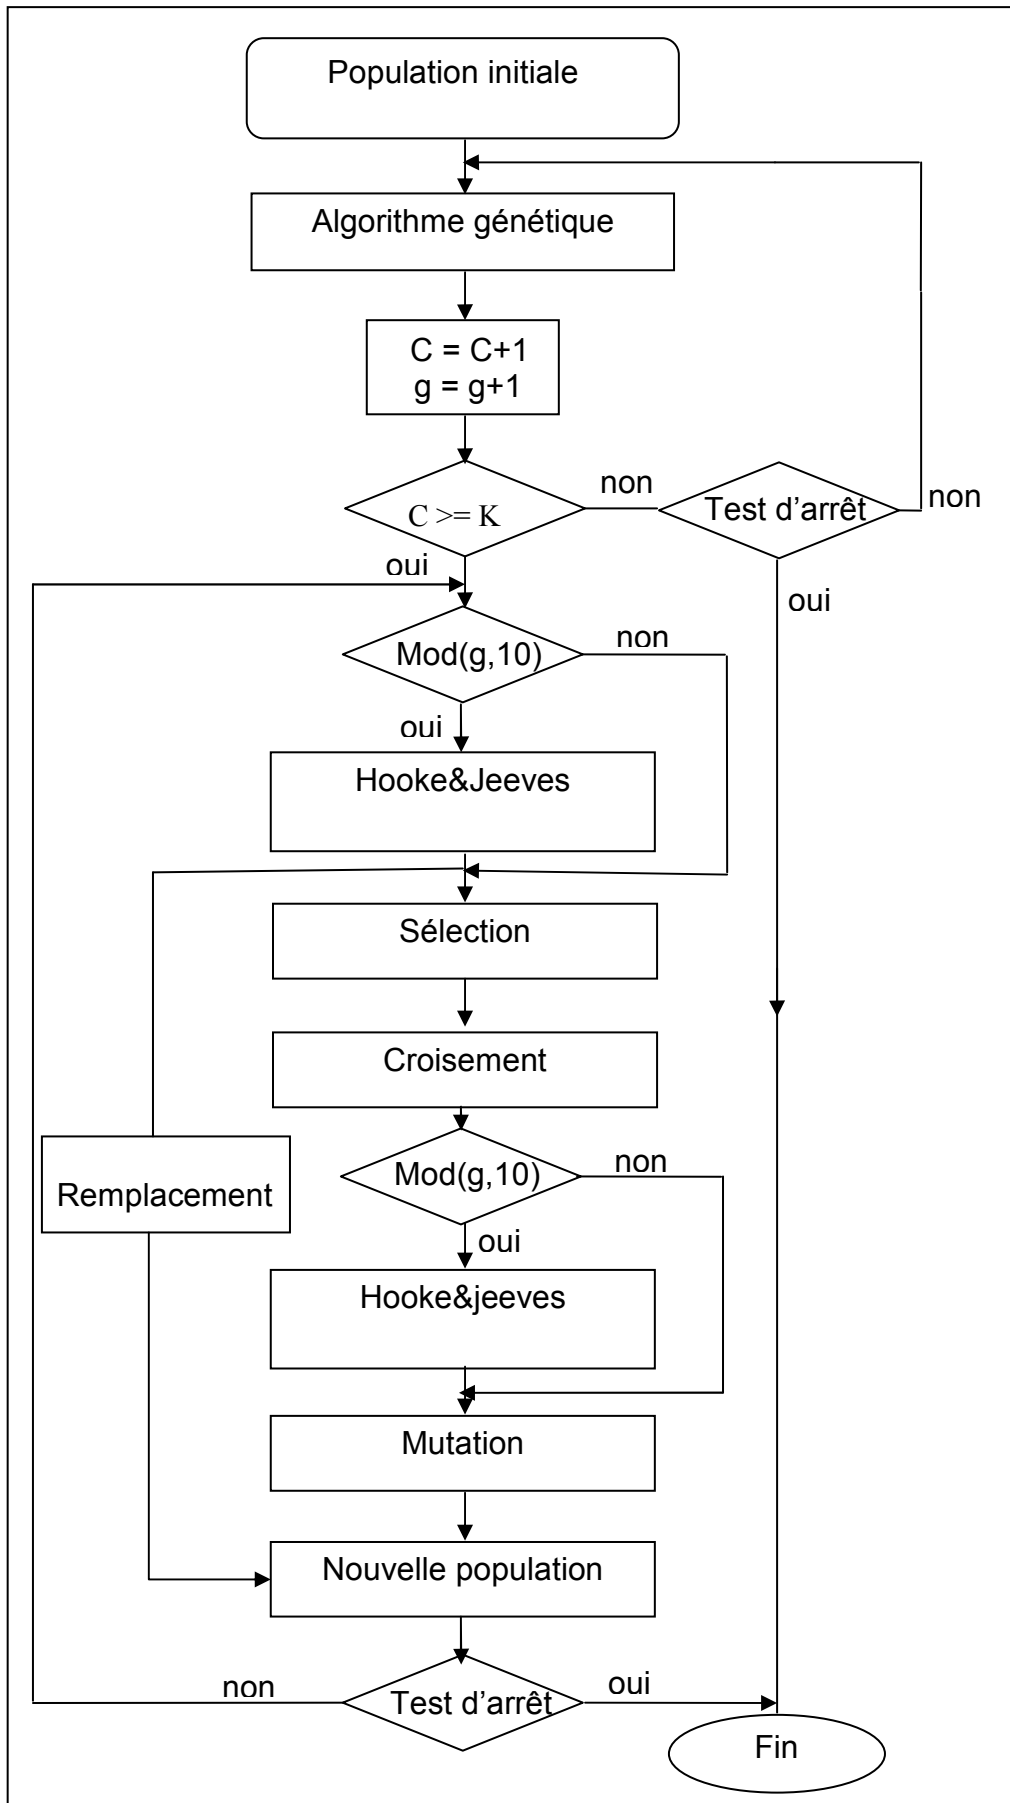 Population initiale
Algorithme génétique
C = C+1
g = g+1
C >= K
non
Test d’arrêt
non
oui
oui
Mod(g,10)
non
oui
Hooke&Jeeves
Sélection
Croisement
Mod(g,10)
non
Remplacement
oui
Hooke&jeeves
Mutation
Nouvelle population
non
Test d’arrêt
oui
Fin